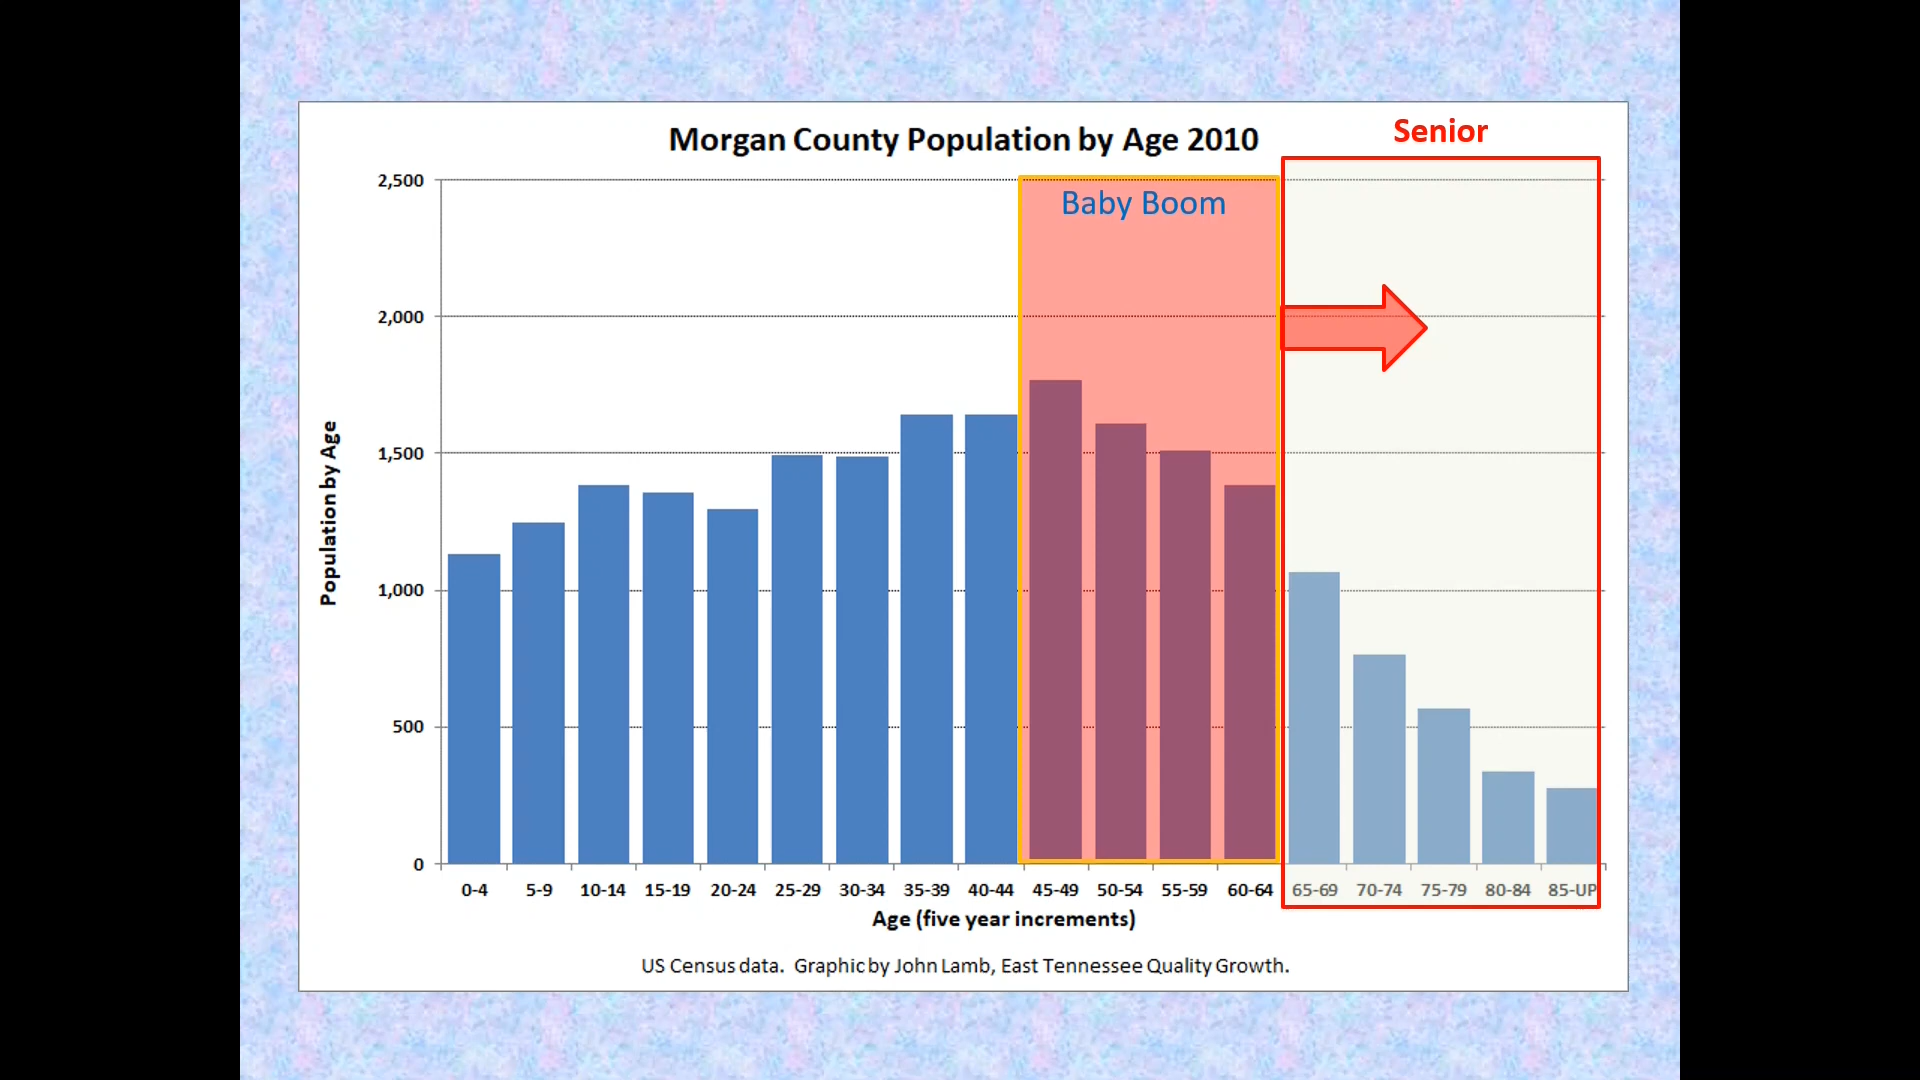 Morgan County Population by Age 2010
Senior
Baby Boom
2,500
2,000
1,500
1,000
500
0
Population by Age
0-4 5-9 10-14 15-19 20-24 25-29 30-34 35-39 40-44 45-49 50-54 55-59 60-64 65-69 70-74 75-79 80-84 85-UP
Age (five year increments)
US Census data. Graphic by John Lamb, East Tennessee Quality Growth.